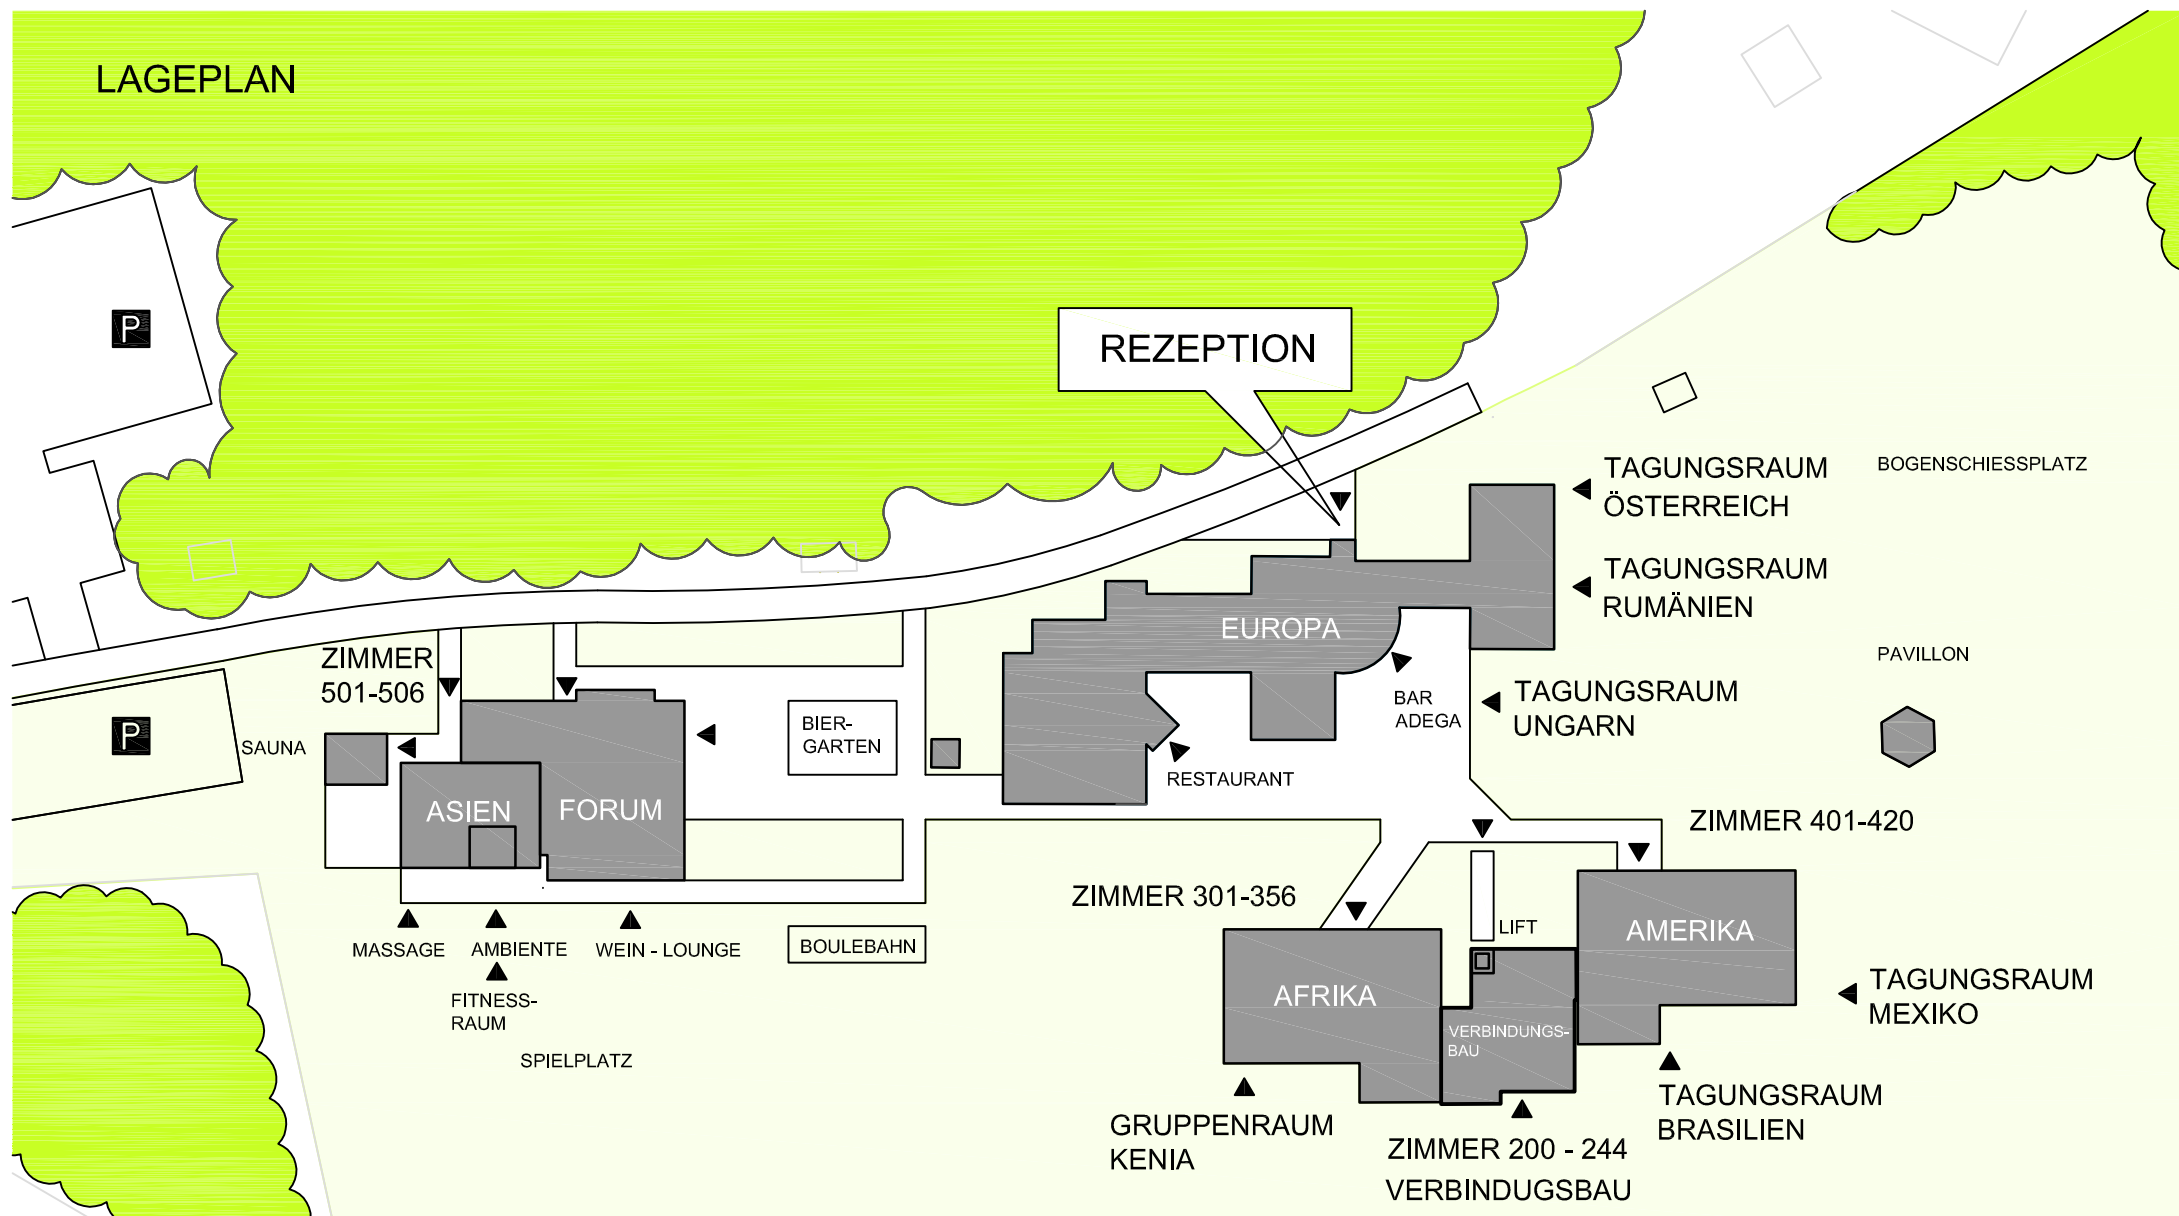 LAGEPLAN
P
REZEPTION
TAGUNGSRAUM
ÖSTERREICH
BOGENSCHIESSPLATZ
TAGUNGSRAUM
RUMÄNIEN
EUROPA
ZIMMER
501-506
PAVILLON
BAR
ADEGA
TAGUNGSRAUM
UNGARN
P
SAUNA
BIER-
GARTEN
RESTAURANT
ASIEN
FORUM
ZIMMER 401-420
ZIMMER 301-356
LIFT
AMERIKA
MASSAGE
AMBIENTE
WEIN - LOUNGE
BOULEBAHN
FITNESS-
RAUM
AFRIKA
TAGUNGSRAUM
MEXIKO
VERBINDUNGS-
BAU
SPIELPLATZ
TAGUNGSRAUM
BRASILIEN
GRUPPENRAUM
KENIA
ZIMMER 200 - 244
VERBINDUGSBAU